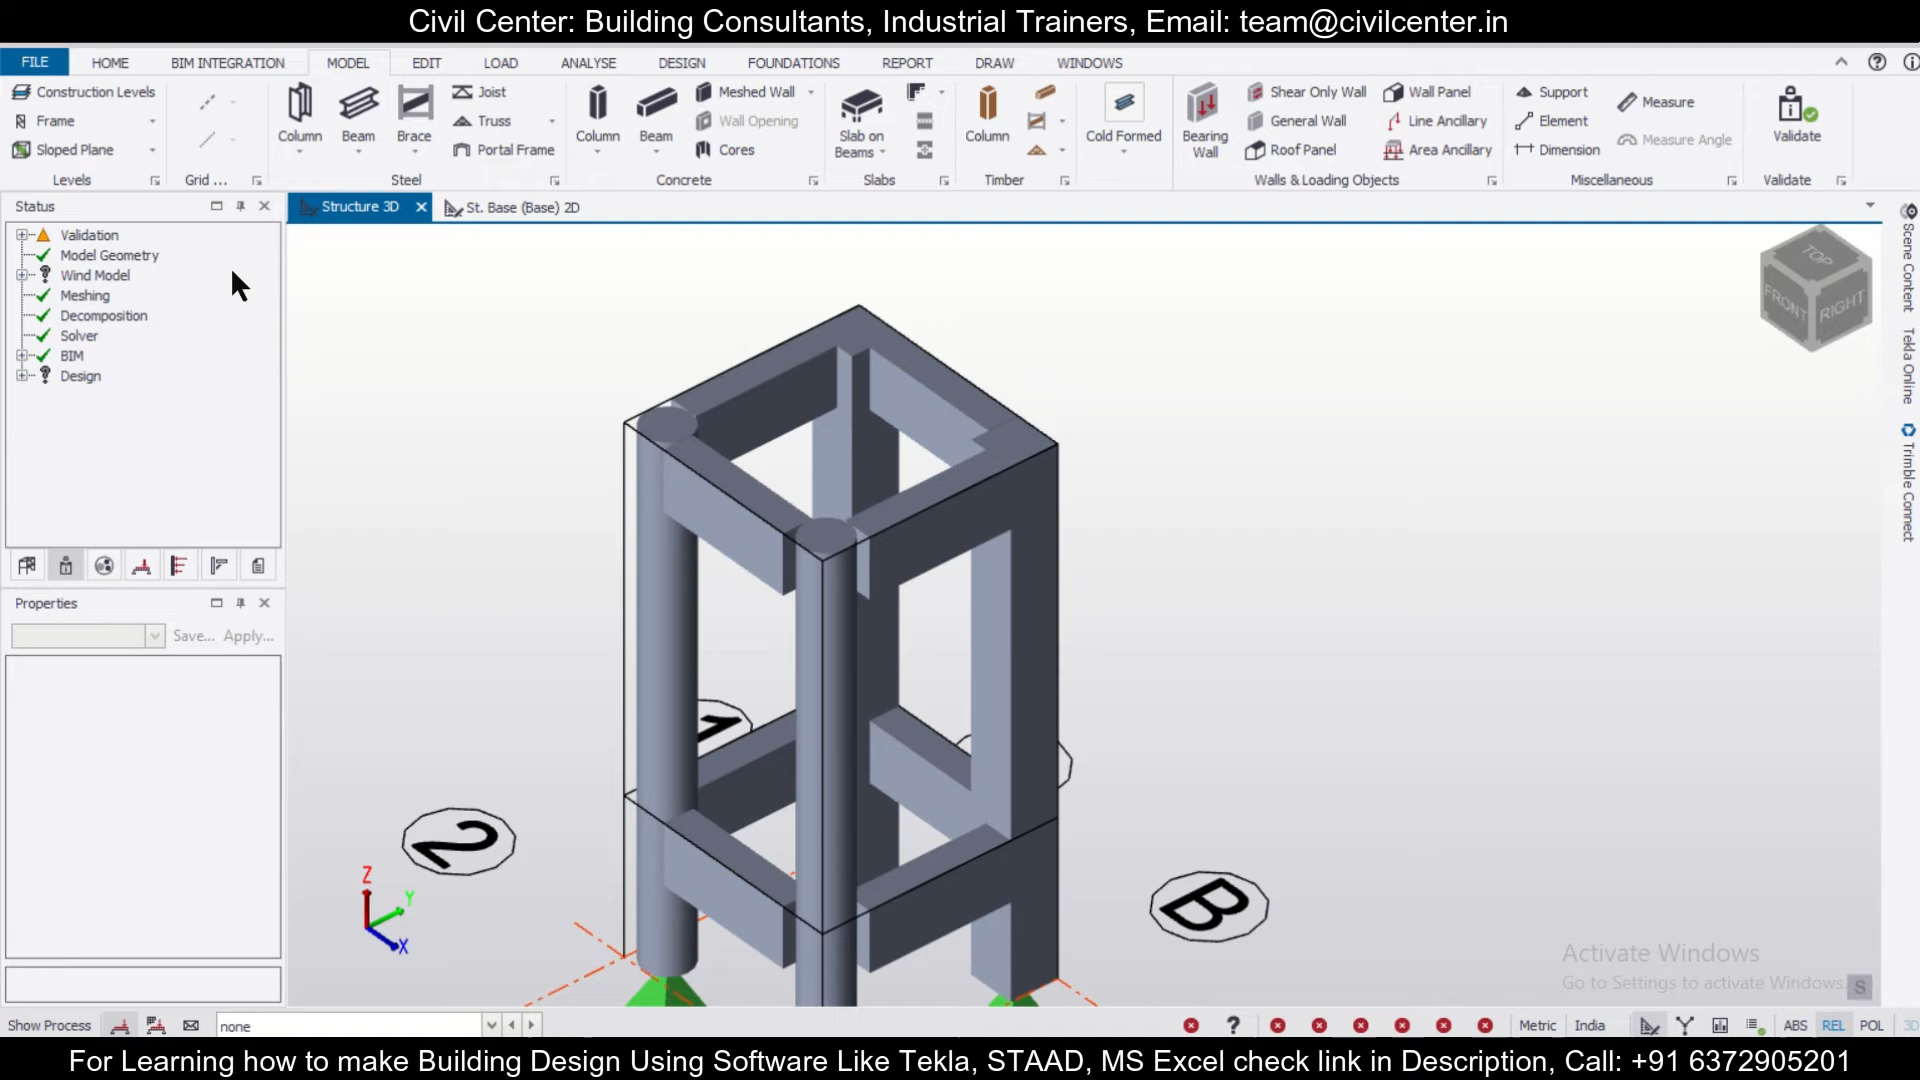 Civil Center: Building Consultants, Industrial Trainers, Email: team@civilcenter.in
FILE HOME BIM INTEGRATION MODEL EDIT LOAD ANALYSE DESIGN FOUNDATIONS REPORT DRAW WINDOWS
Construction Levels
Frame
Sloped Plane
Levels
Grid ...
Column
Beam
Brace
Joist
Truss
Portal Frame
Steel
Column
Beam
Meshed Wall
Wall Opening
Cores
Concrete
Slab on
Beams
Slabs
Column
Timber
Cold Formed
Bearing
Wall
Shear Only Wall
General Wall
Roof Panel
Wall Panel
Line Ancillary
Area Ancillary
Walls & Loading Objects
Support
Element
Dimension
Measure
Measure Angle
Miscellaneous
Validate
Validate
Status
Validation
Model Geometry
Wind Model
Meshing
Decomposition
Solver
BIM
Design
Properties
Save... Apply...
Structure 3D
St. Base (Base) 2D
TOP
FRONT
RIGHT
Scene Content
Tekla Online
Trimble Connect
1
2
B
Z
Y
X
Activate Windows
Go to Settings to activate Windows.
S
Show Process
none
Metric India ABS REL POL 3D
For Learning how to make Building Design Using Software Like Tekla, STAAD, MS Excel check link in Description, Call: +91 6372905201